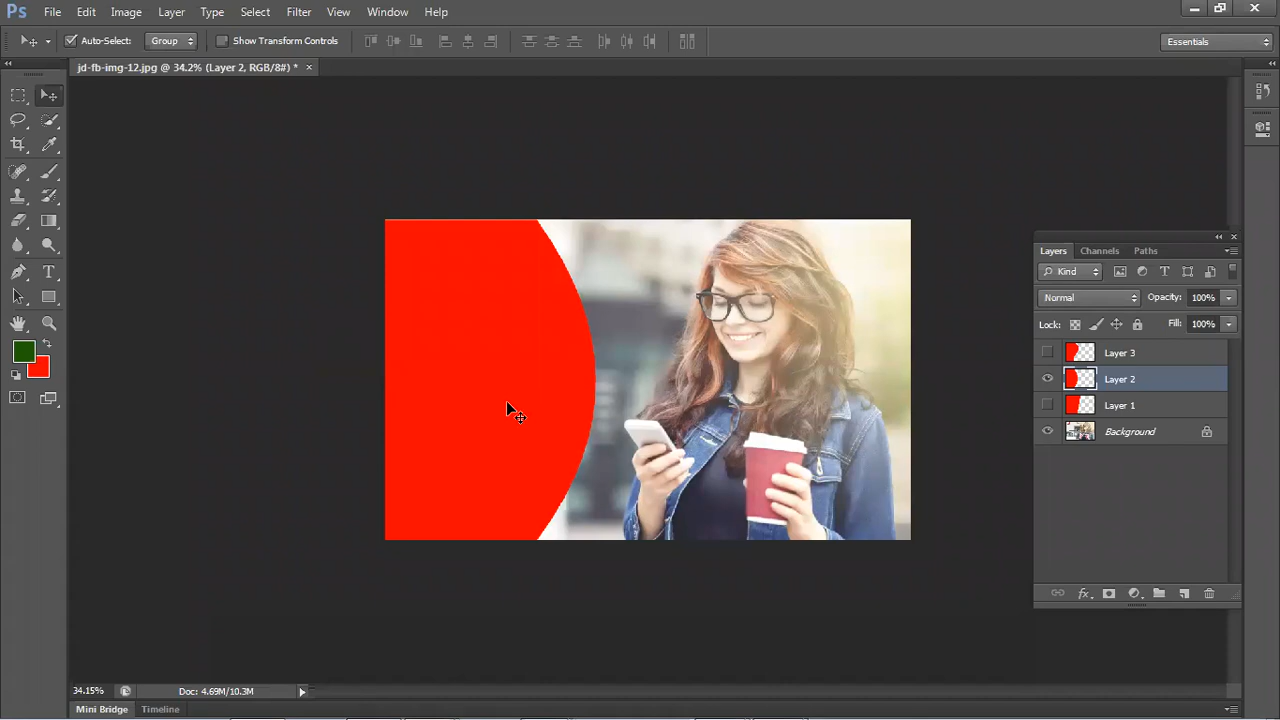 Ps File Edit Image Layer Type Select Filter View Window Help
Auto-Select: Group Show Transform Controls Essentials
jd-fb-img-12.jpg @ 34.2% (Layer 2, RGB/8#) * ×
Layers Channels Paths
Kind
Normal Opacity: 100%
Lock: Fill: 100%
Layer 3
Layer 2
Layer 1
Background
fx
34.15% Doc: 4.69M/10.3M
Mini Bridge Timeline